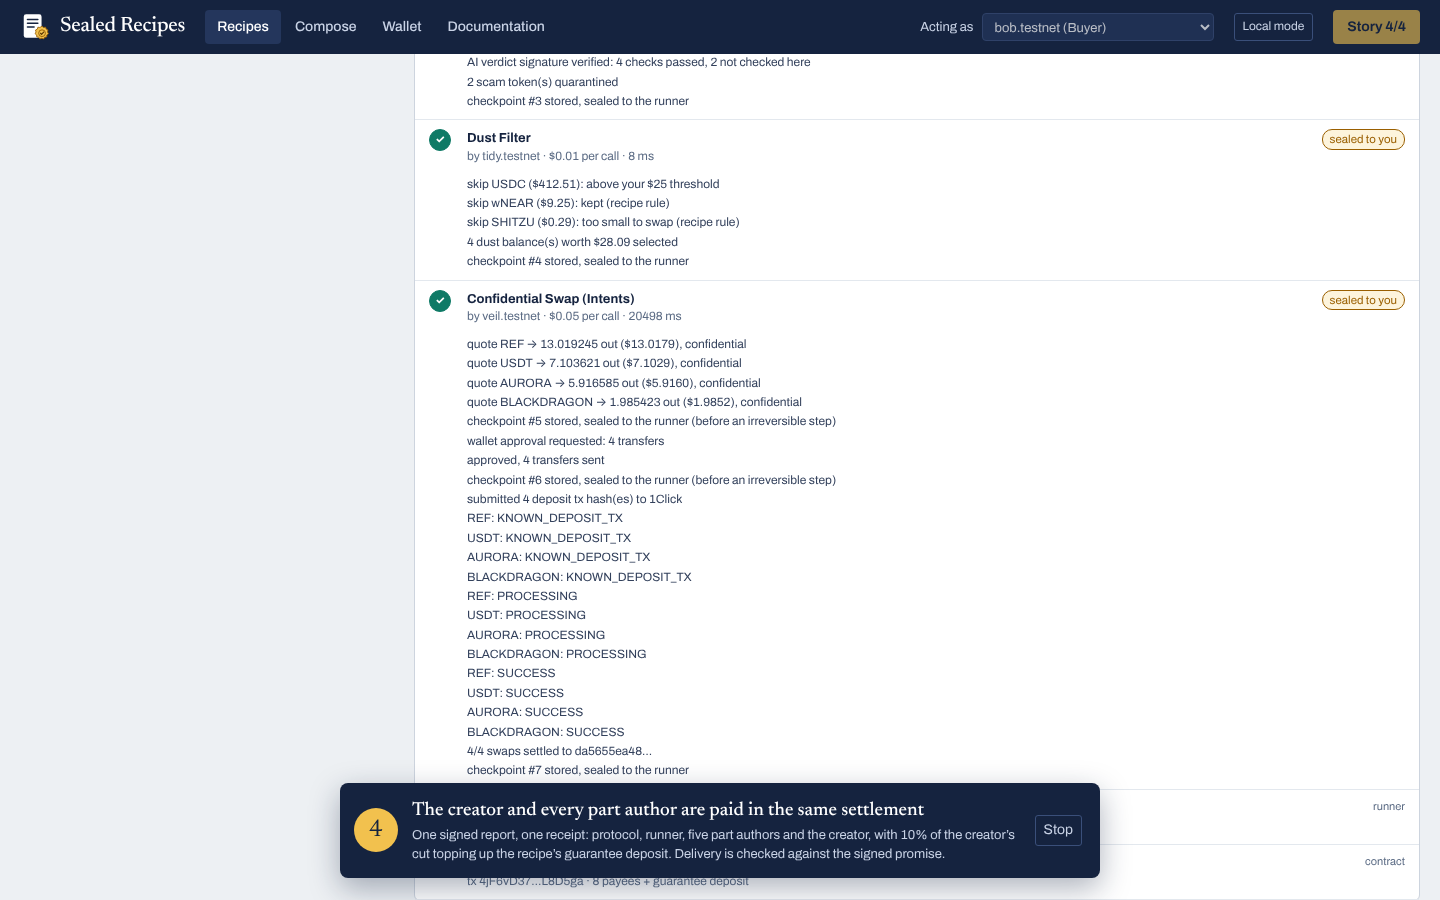 Sealed Recipes
Recipes
Compose
Wallet
Documentation
Acting as
bob.testnet (Buyer)
Local mode
Story 4/4
AI verdict signature verified: 4 checks passed, 2 not checked here
2 scam token(s) quarantined
checkpoint #3 stored, sealed to the runner
Dust Filter
sealed to you
by tidy.testnet · $0.01 per call · 8 ms
skip USDC ($412.51): above your $25 threshold
skip wNEAR ($9.25): kept (recipe rule)
skip SHITZU ($0.29): too small to swap (recipe rule)
4 dust balance(s) worth $28.09 selected
checkpoint #4 stored, sealed to the runner
Confidential Swap (Intents)
sealed to you
by veil.testnet · $0.05 per call · 20498 ms
quote REF → 13.019245 out ($13.0179), confidential
quote USDT → 7.103621 out ($7.1029), confidential
quote AURORA → 5.916585 out ($5.9160), confidential
quote BLACKDRAGON → 1.985423 out ($1.9852), confidential
checkpoint #5 stored, sealed to the runner (before an irreversible step)
wallet approval requested: 4 transfers
approved, 4 transfers sent
checkpoint #6 stored, sealed to the runner (before an irreversible step)
submitted 4 deposit tx hash(es) to 1Click
REF: KNOWN_DEPOSIT_TX
USDT: KNOWN_DEPOSIT_TX
AURORA: KNOWN_DEPOSIT_TX
BLACKDRAGON: KNOWN_DEPOSIT_TX
REF: PROCESSING
USDT: PROCESSING
AURORA: PROCESSING
BLACKDRAGON: PROCESSING
REF: SUCCESS
USDT: SUCCESS
AURORA: SUCCESS
BLACKDRAGON: SUCCESS
4/4 swaps settled to da5655ea48...
checkpoint #7 stored, sealed to the runner
runner
4
The creator and every part author are paid in the same settlement
One signed report, one receipt: protocol, runner, five part authors and the creator, with 10% of the creator's
cut topping up the recipe's guarantee deposit. Delivery is checked against the signed promise.
Stop
contract
tx 4jF6vD37...L8D5ga · 8 payees + guarantee deposit